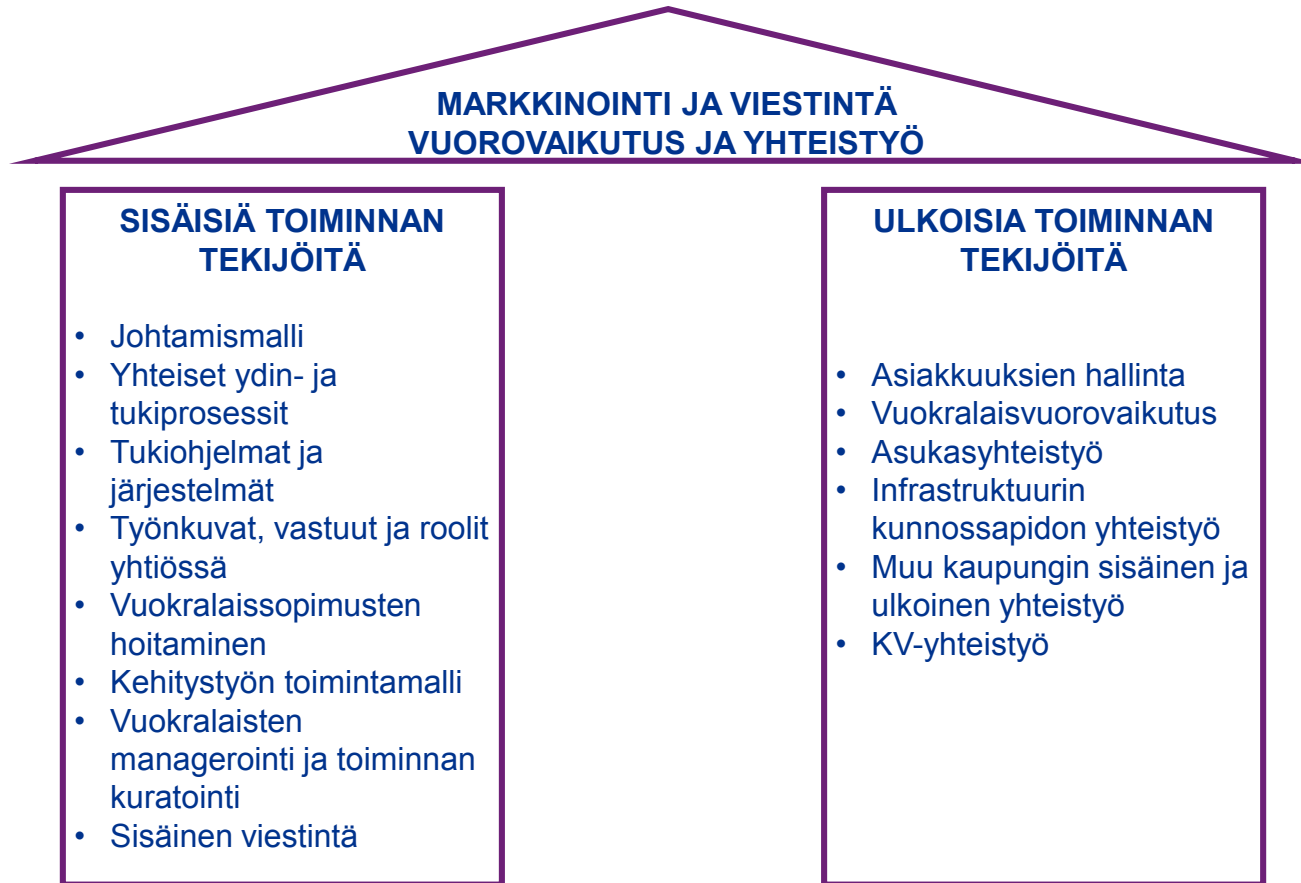 MARKKINOINTI JA VIESTINTÄ
VUOROVAIKUTUS JA YHTEISTYÖ
SISÄISIÄ TOIMINNAN
TEKIJÖITÄ
• Johtamismalli
• Yhteiset ydin- ja
tukiprosessit
• Tukiohjelmat ja
järjestelmät
• Työnkuvat, vastuut ja roolit
yhtiössä
• Vuokralaissopimusten
hoitaminen
• Kehitystyön toimintamalli
• Vuokralaisten
managerointi ja toiminnan
kuratointi
• Sisäinen viestintä
ULKOISIA TOIMINNAN
TEKIJÖITÄ
• Asiakkuuksien hallinta
• Vuokralaisvuorovaikutus
• Asukasyhteistyö
• Infrastruktuurin
kunnossapidon yhteistyö
• Muu kaupungin sisäinen ja
ulkoinen yhteistyö
• KV-yhteistyö